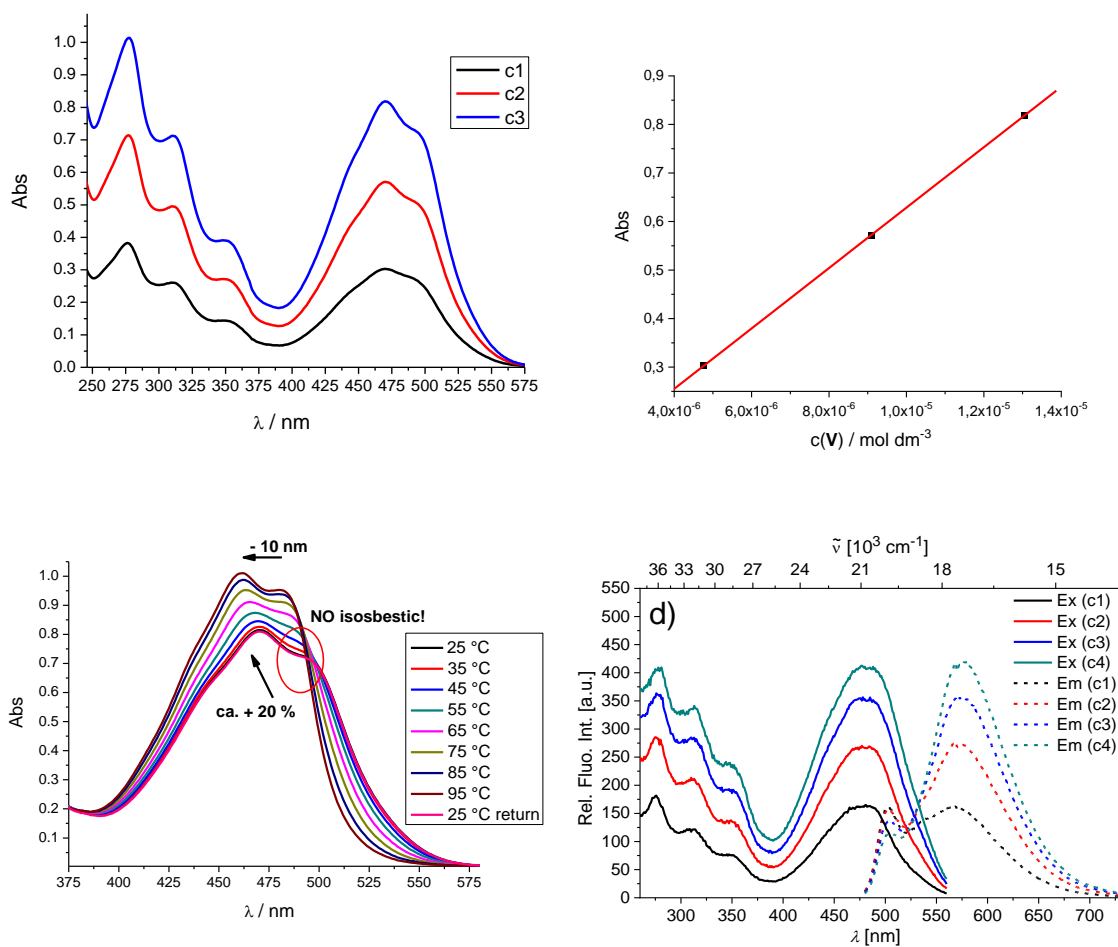 Abs
1.0
0.9
0.8
0.7
0.6
0.5
0.4
0.3
0.2
0.1
0.0
250 275 300 325 350 375 400 425 450 475 500 525 550 575
λ / nm
c1
c2
c3
Abs
0,9
0,8
0,7
0,6
0,5
0,4
0,3
4,0x10⁻⁶ 6,0x10⁻⁶ 8,0x10⁻⁶ 1,0x10⁻⁵ 1,2x10⁻⁵ 1,4x10⁻⁵
c(V) / mol dm⁻³
Abs
1.0
0.9
0.8
0.7
0.6
0.5
0.4
0.3
0.2
0.1
375 400 425 450 475 500 525 550 575
λ / nm
- 10 nm
NO isosbestic!
ca. + 20 %
25 °C
35 °C
45 °C
55 °C
65 °C
75 °C
85 °C
95 °C
25 °C return
ṽ [10³ cm⁻¹]
36 33 30 27 24 21 18 15
d)
Rel. Fluo. Int. [a.u.]
550
500
450
400
350
300
250
200
150
100
50
0
300 350 400 450 500 550 600 650 700
λ [nm]
Ex (c1)
Ex (c2)
Ex (c3)
Ex (c4)
Em (c1)
Em (c2)
Em (c3)
Em (c4)